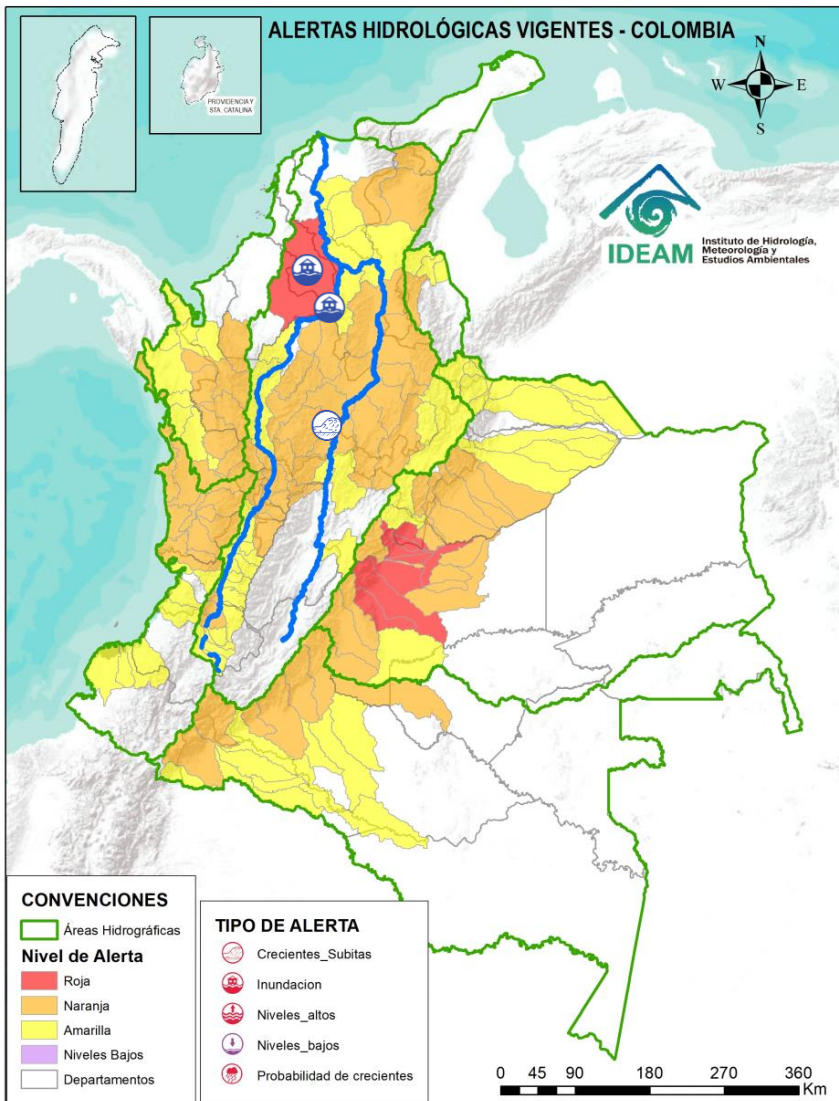 ALERTAS HIDROLÓGICAS VIGENTES - COLOMBIA
PROVIDENCIA Y
STA. CATALINA
N
W
E
S
IDEAM
Instituto de Hidrología,
Meteorología y
Estudios Ambientales
CONVENCIONES
Áreas Hidrográficas
Nivel de Alerta
Roja
Naranja
Amarilla
Niveles Bajos
Departamentos
TIPO DE ALERTA
Crecientes_Subitas
Inundacion
Niveles_altos
Niveles_bajos
Probabilidad de crecientes
0 45 90 180 270 360
Km